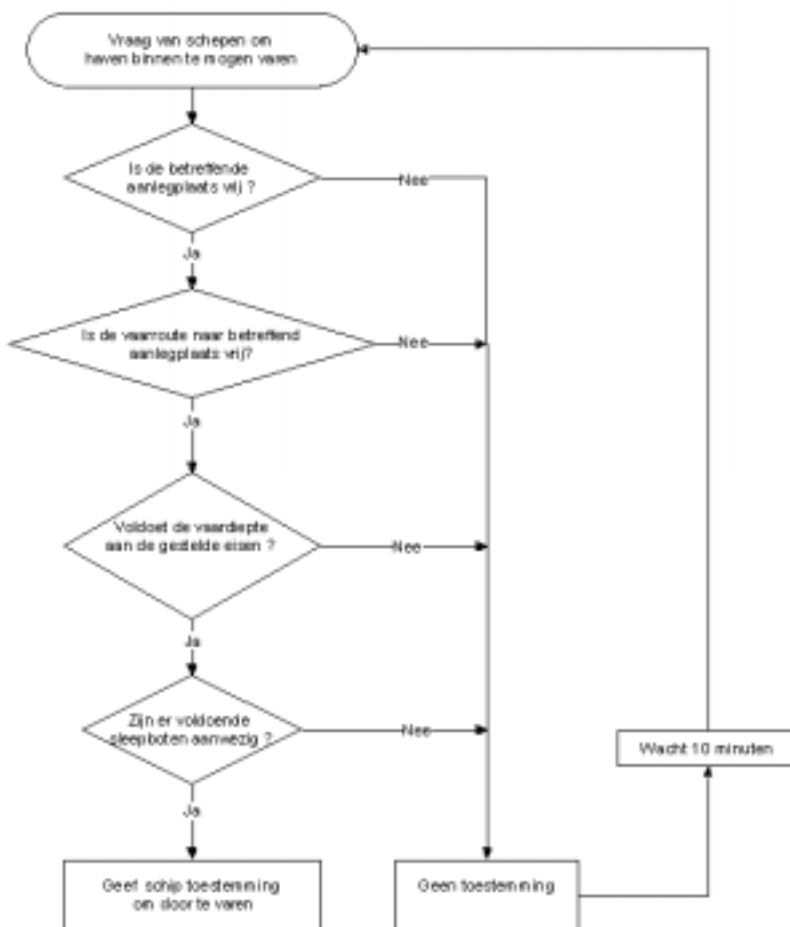 Vraag van schepen om
haven binnen te mogen varen
Is de betreffende
aanlegplaats vrij ?
Nee
Ja
Is de vaarroute naar betreffend
aanlegplaats vrij?
Nee
Ja
Voldoet de vaardiepte
aan de gestelde eisen ?
Nee
Ja
Zijn er voldoende
sleepboten aanwezig ?
Nee
Wacht 10 minuten
Ja
Geef schip toestemming
om door te varen
Geen toestemming